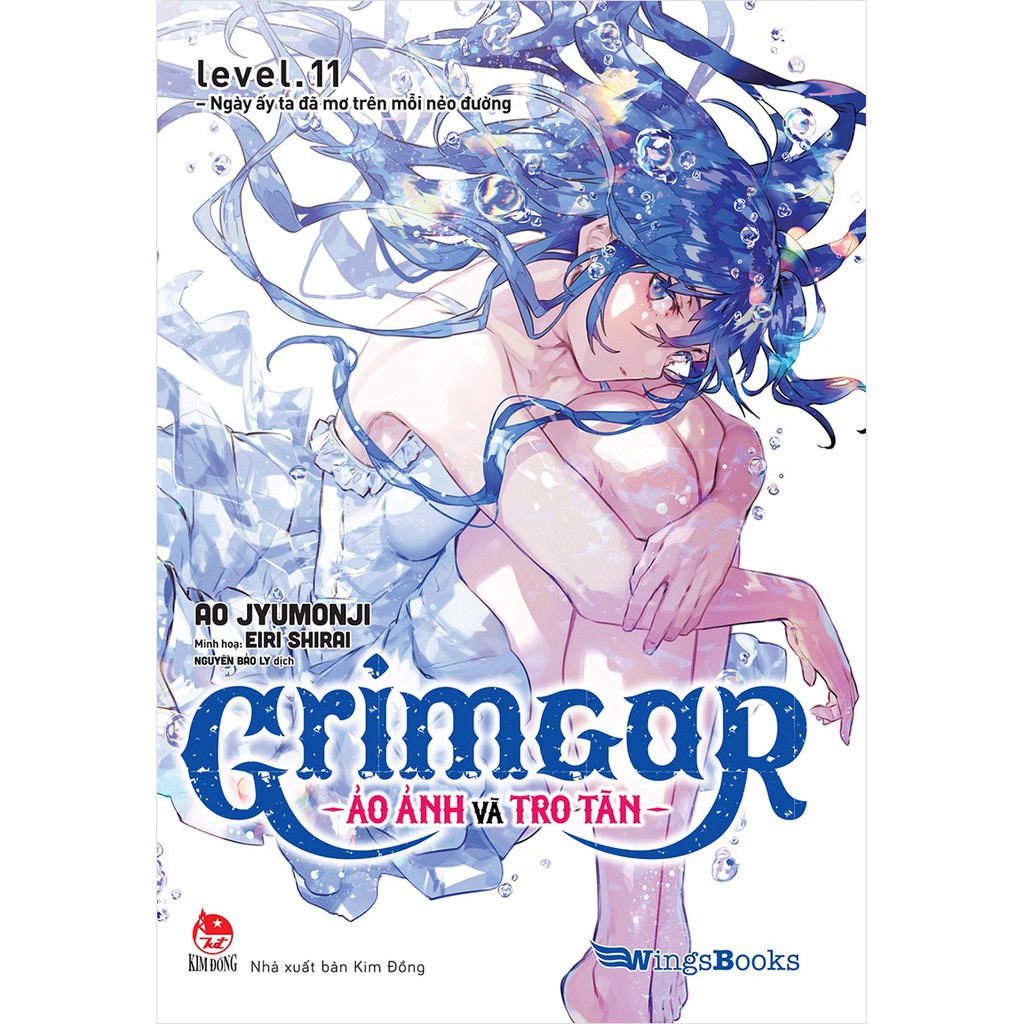 level.11
– Ngày ấy ta đã mơ trên mỗi nẻo đường
AO JYUMONJI
Minh hoạ: EIRI SHIRAI
NGUYÊN BẢO LY dịch
GRIMGAR
- ẢO ẢNH VÀ TRO TÀN -
KIM ĐỒNG
Nhà xuất bản Kim Đồng
WingsBooks